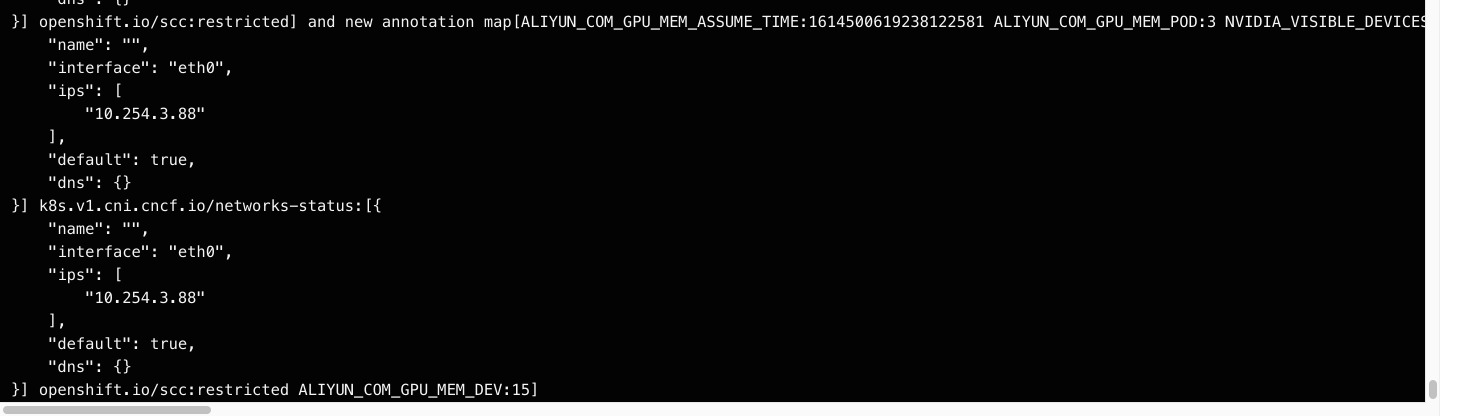 }] openshift.io/scc:restricted] and new annotation map[ALIYUN_COM_GPU_MEM_ASSUME_TIME:1614500619238122581 ALIYUN_COM_GPU_MEM_POD:3 NVIDIA_VISIBLE_DEVICES
"name": "",
"interface": "eth0",
"ips": [
"10.254.3.88"
],
"default": true,
"dns": {}
}] k8s.v1.cni.cncf.io/networks-status:[{
"name": "",
"interface": "eth0",
"ips": [
"10.254.3.88"
],
"default": true,
"dns": {}
}] openshift.io/scc:restricted ALIYUN_COM_GPU_MEM_DEV:15]